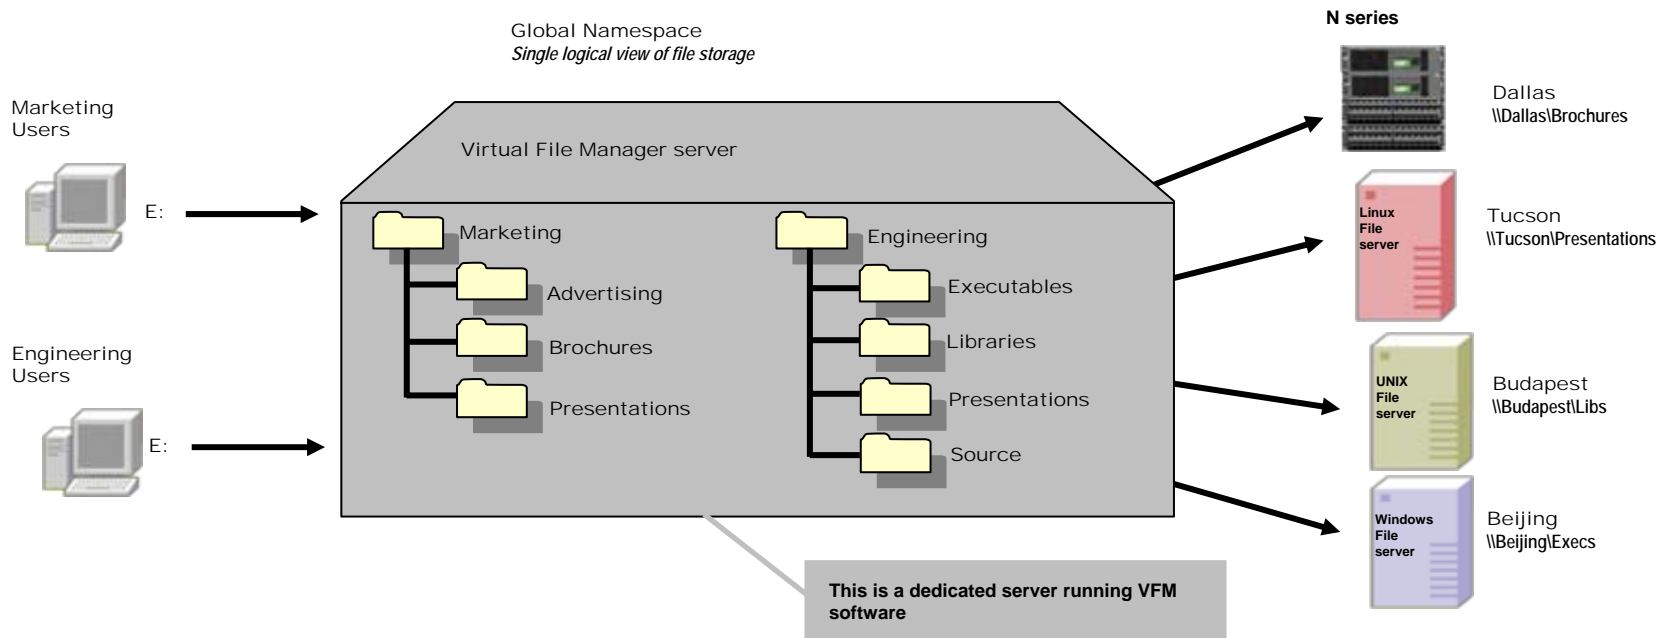 N series
Global Namespace
Single logical view of file storage
Marketing
Users
E:
Engineering
Users
E:
Virtual File Manager server
Marketing
Advertising
Brochures
Presentations
Engineering
Executables
Libraries
Presentations
Source
This is a dedicated server running VFM
software
Dallas
\\Dallas\Brochures
Linux
File
server
Tucson
\\Tucson\Presentations
UNIX
File
server
Budapest
\\Budapest\Libs
Windows
File
server
Beijing
\\Beijing\Execs